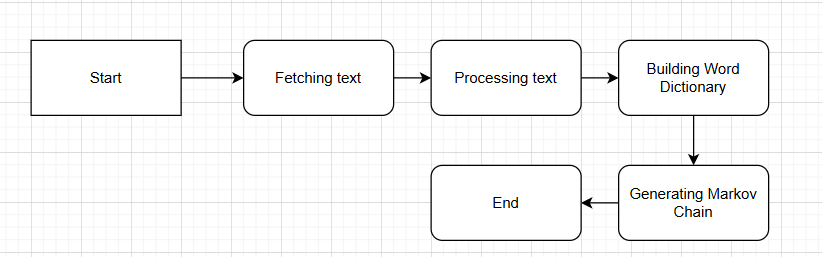 Start
Fetching text
Processing text
Building Word
Dictionary
Generating Markov
Chain
End